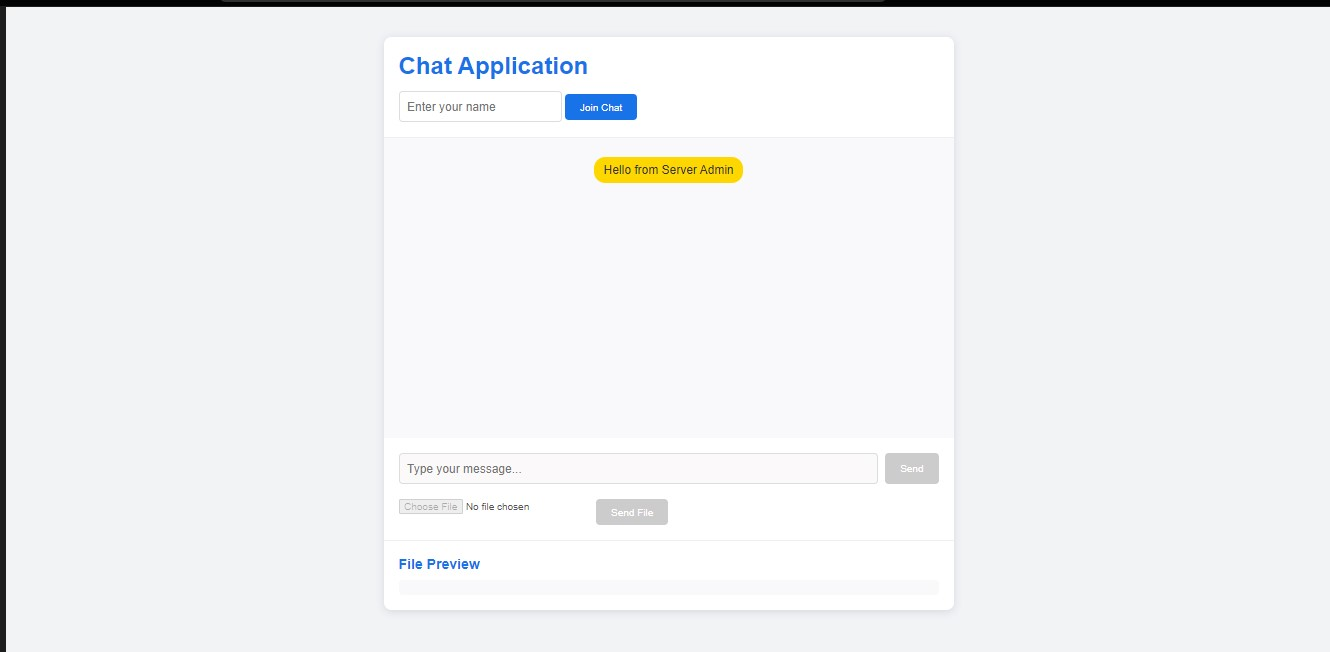 Chat Application
Enter your name Join Chat
Hello from Server Admin
Type your message... Send
Choose File No file chosen Send File
File Preview